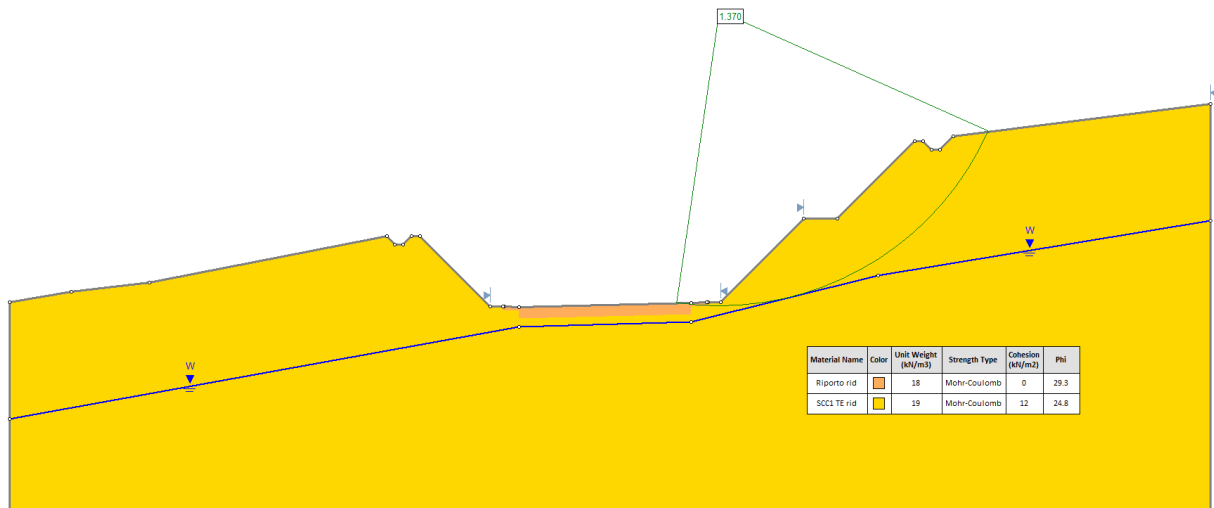 1.370
W
W
Material Name Color Unit Weight (kN/m3) Strength Type Cohesion (kN/m2) Phi
Riporto rid 18 Mohr-Coulomb 0 29.3
SCC1 TE rid 19 Mohr-Coulomb 12 24.8